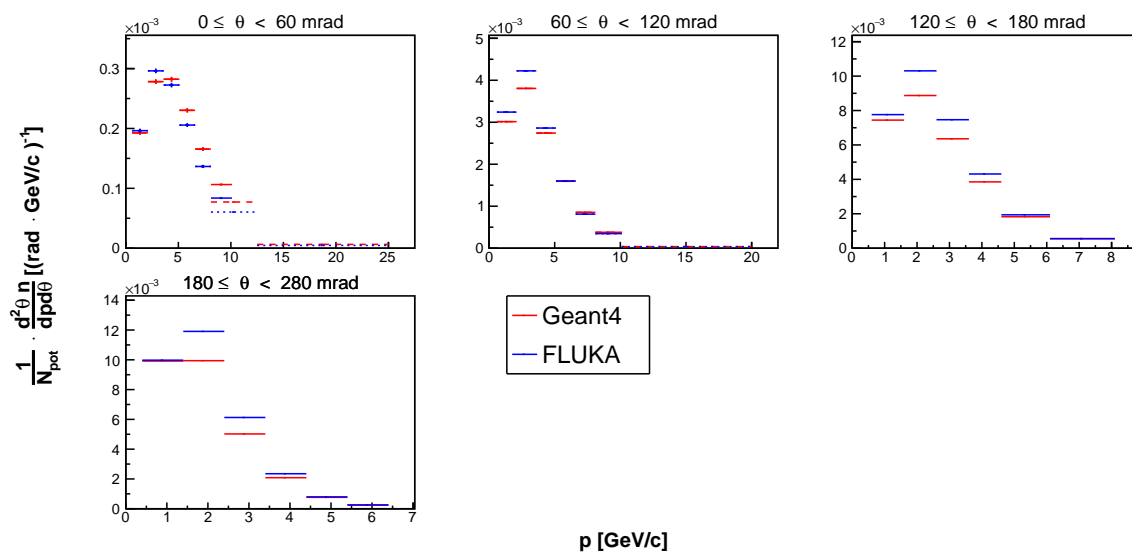 0 ≤ θ < 60 mrad
×10⁻³
0.3
0.2
0.1
0
0 5 10 15 20 25
60 ≤ θ < 120 mrad
×10⁻³
5
4
3
2
1
0
0 5 10 15 20
120 ≤ θ < 180 mrad
×10⁻³
12
10
8
6
4
2
0
0 1 2 3 4 5 6 7 8
180 ≤ θ < 280 mrad
×10⁻³
14
12
10
8
6
4
2
0
0 1 2 3 4 5 6 7
Geant4
FLUKA
1/N_pot · d²θ n/dpdθ [(rad · GeV/c )⁻¹]
p [GeV/c]